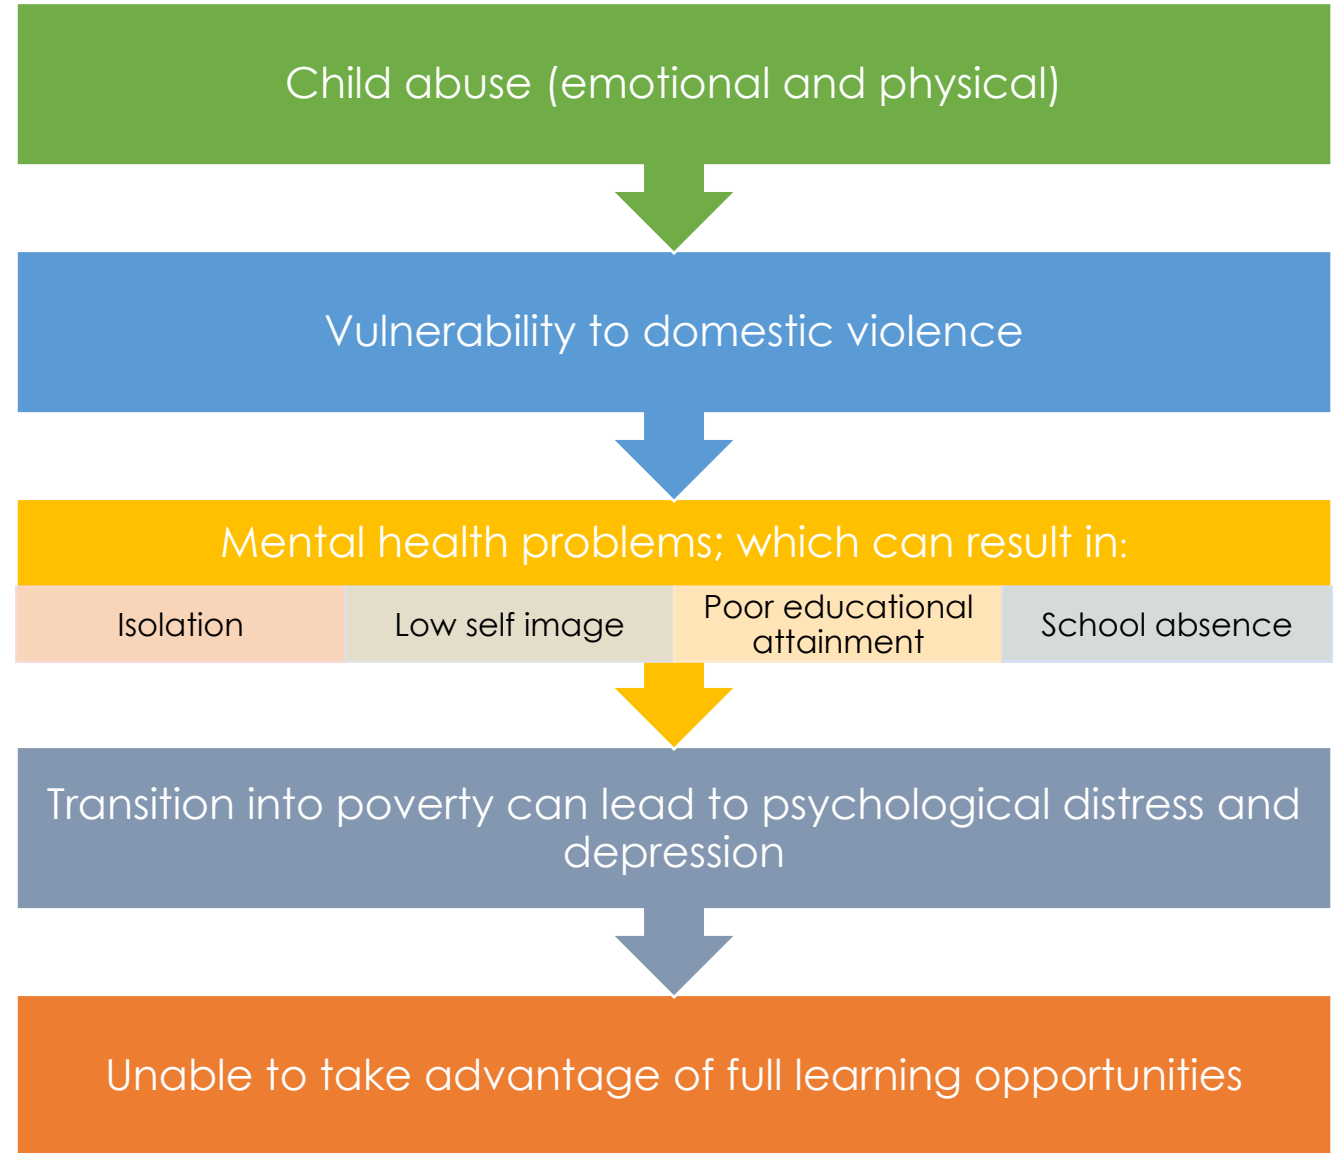 Child abuse (emotional and physical)
Vulnerability to domestic violence
Mental health problems; which can result in:
Isolation
Low self image
Poor educational
attainment
School absence
Transition into poverty can lead to psychological distress and
depression
Unable to take advantage of full learning opportunities